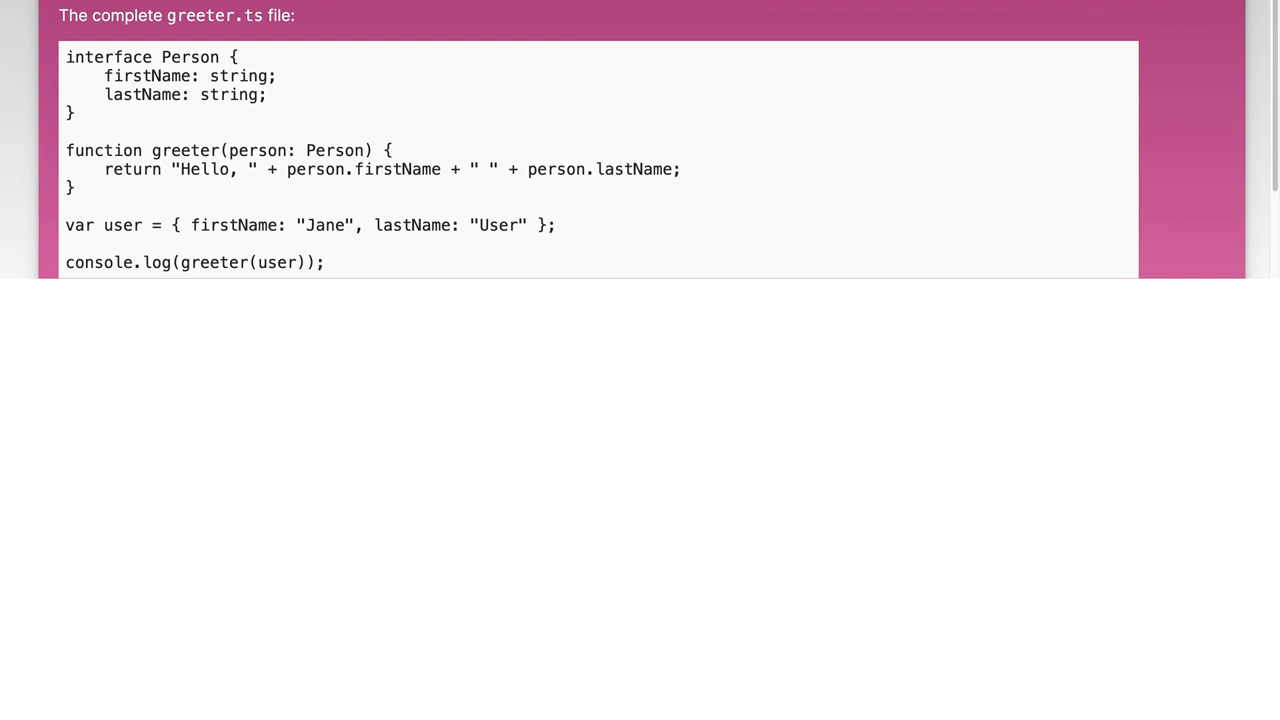 The complete greeter.ts file:
interface Person {
    firstName: string;
    lastName: string;
}
function greeter(person: Person) {
    return "Hello, " + person.firstName + " " + person.lastName;
}
var user = { firstName: "Jane", lastName: "User" };
console.log(greeter(user));